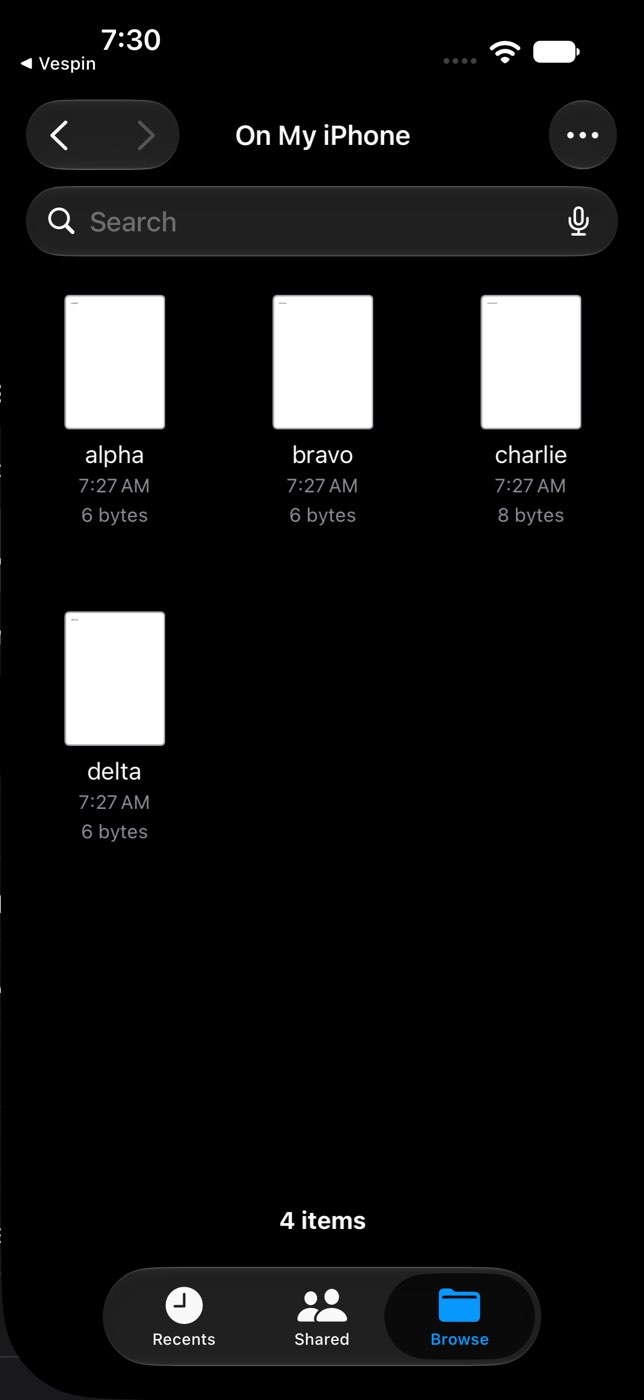 7:30
◀ Vespin
On My iPhone
Search
alpha
7:27 AM
6 bytes
bravo
7:27 AM
6 bytes
charlie
7:27 AM
8 bytes
delta
7:27 AM
6 bytes
4 items
Recents
Shared
Browse